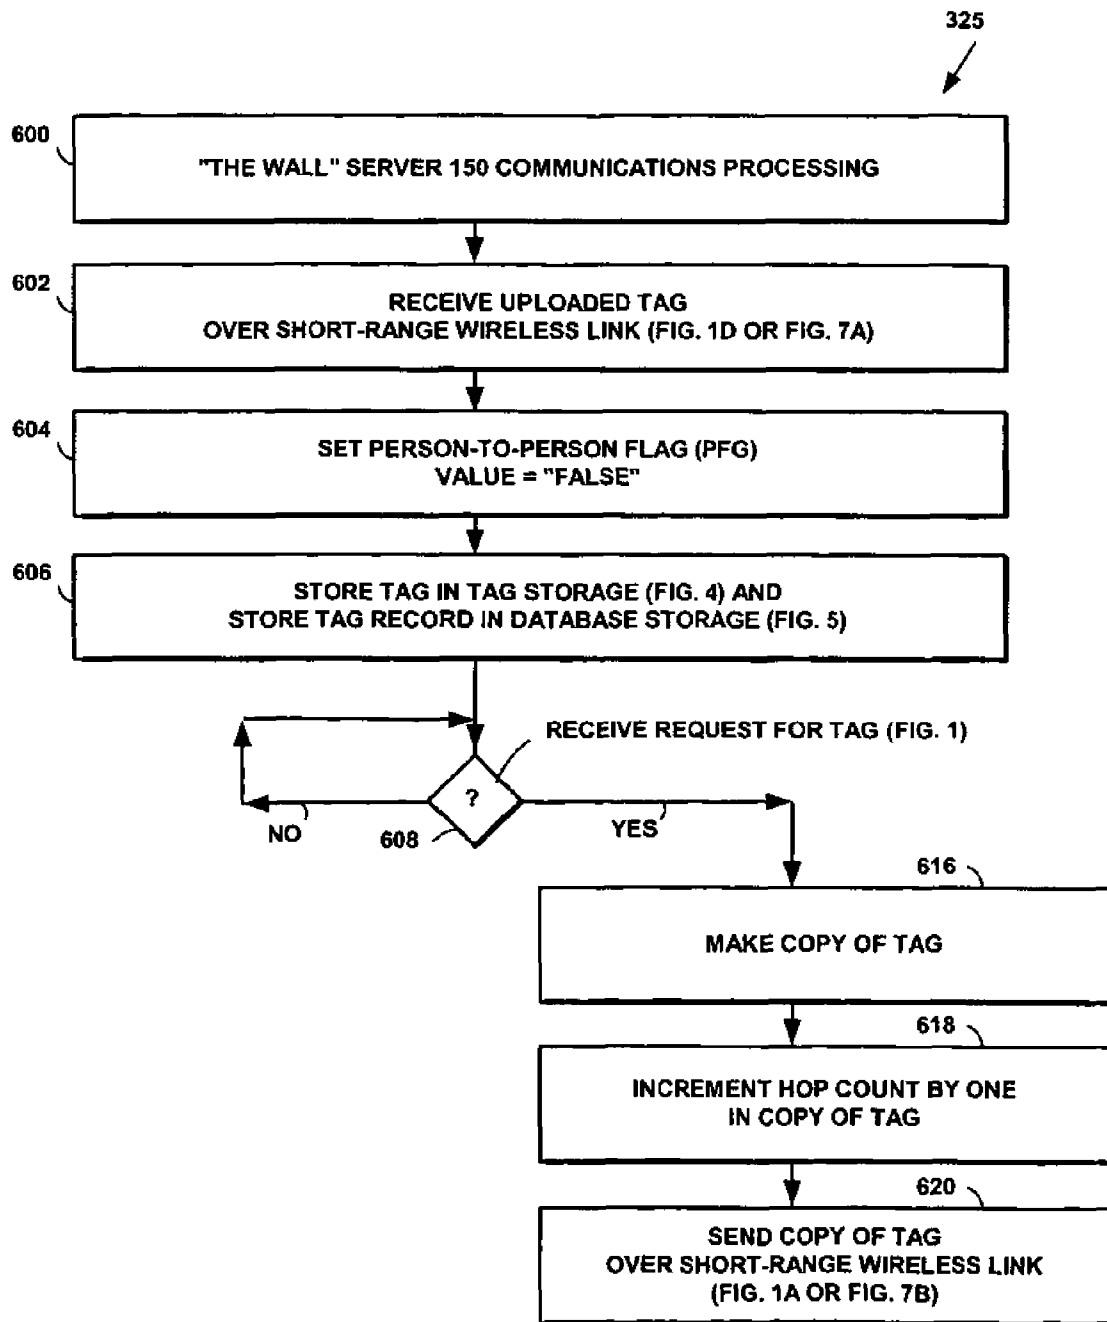 325
600
"THE WALL" SERVER 150 COMMUNICATIONS PROCESSING
602
RECEIVE UPLOADED TAG
OVER SHORT-RANGE WIRELESS LINK (FIG. 1D OR FIG. 7A)
604
SET PERSON-TO-PERSON FLAG (PFG)
VALUE = "FALSE"
606
STORE TAG IN TAG STORAGE (FIG. 4) AND
STORE TAG RECORD IN DATABASE STORAGE (FIG. 5)
RECEIVE REQUEST FOR TAG (FIG. 1)
?
NO
608
YES
616
MAKE COPY OF TAG
618
INCREMENT HOP COUNT BY ONE
IN COPY OF TAG
620
SEND COPY OF TAG
OVER SHORT-RANGE WIRELESS LINK
(FIG. 1A OR FIG. 7B)